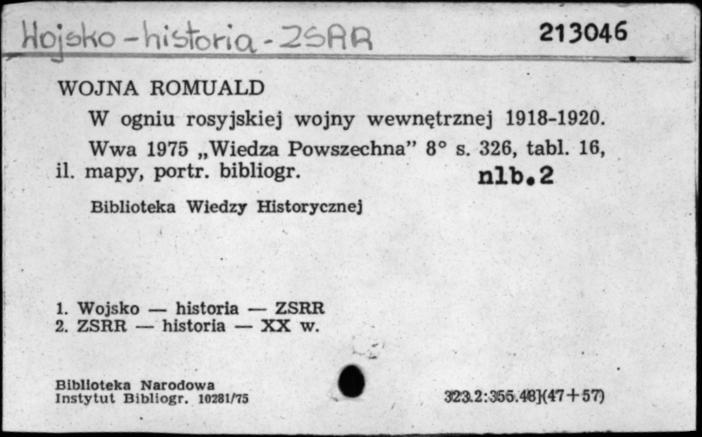 Wojsko - historia - ZSRR
213046
WOJNA ROMUALD
W ogniu rosyjskiej wojny wewnętrznej 1918-1920.
Wwa 1975 „Wiedza Powszechna” 8° s. 326, tabl. 16,
il. mapy, portr. bibliogr.
nlb.2
Biblioteka Wiedzy Historycznej
1. Wojsko — historia — ZSRR
2. ZSRR — historia — XX w.
Biblioteka Narodowa
Instytut Bibliogr. 10281/75
323.2:355.48](47+57)